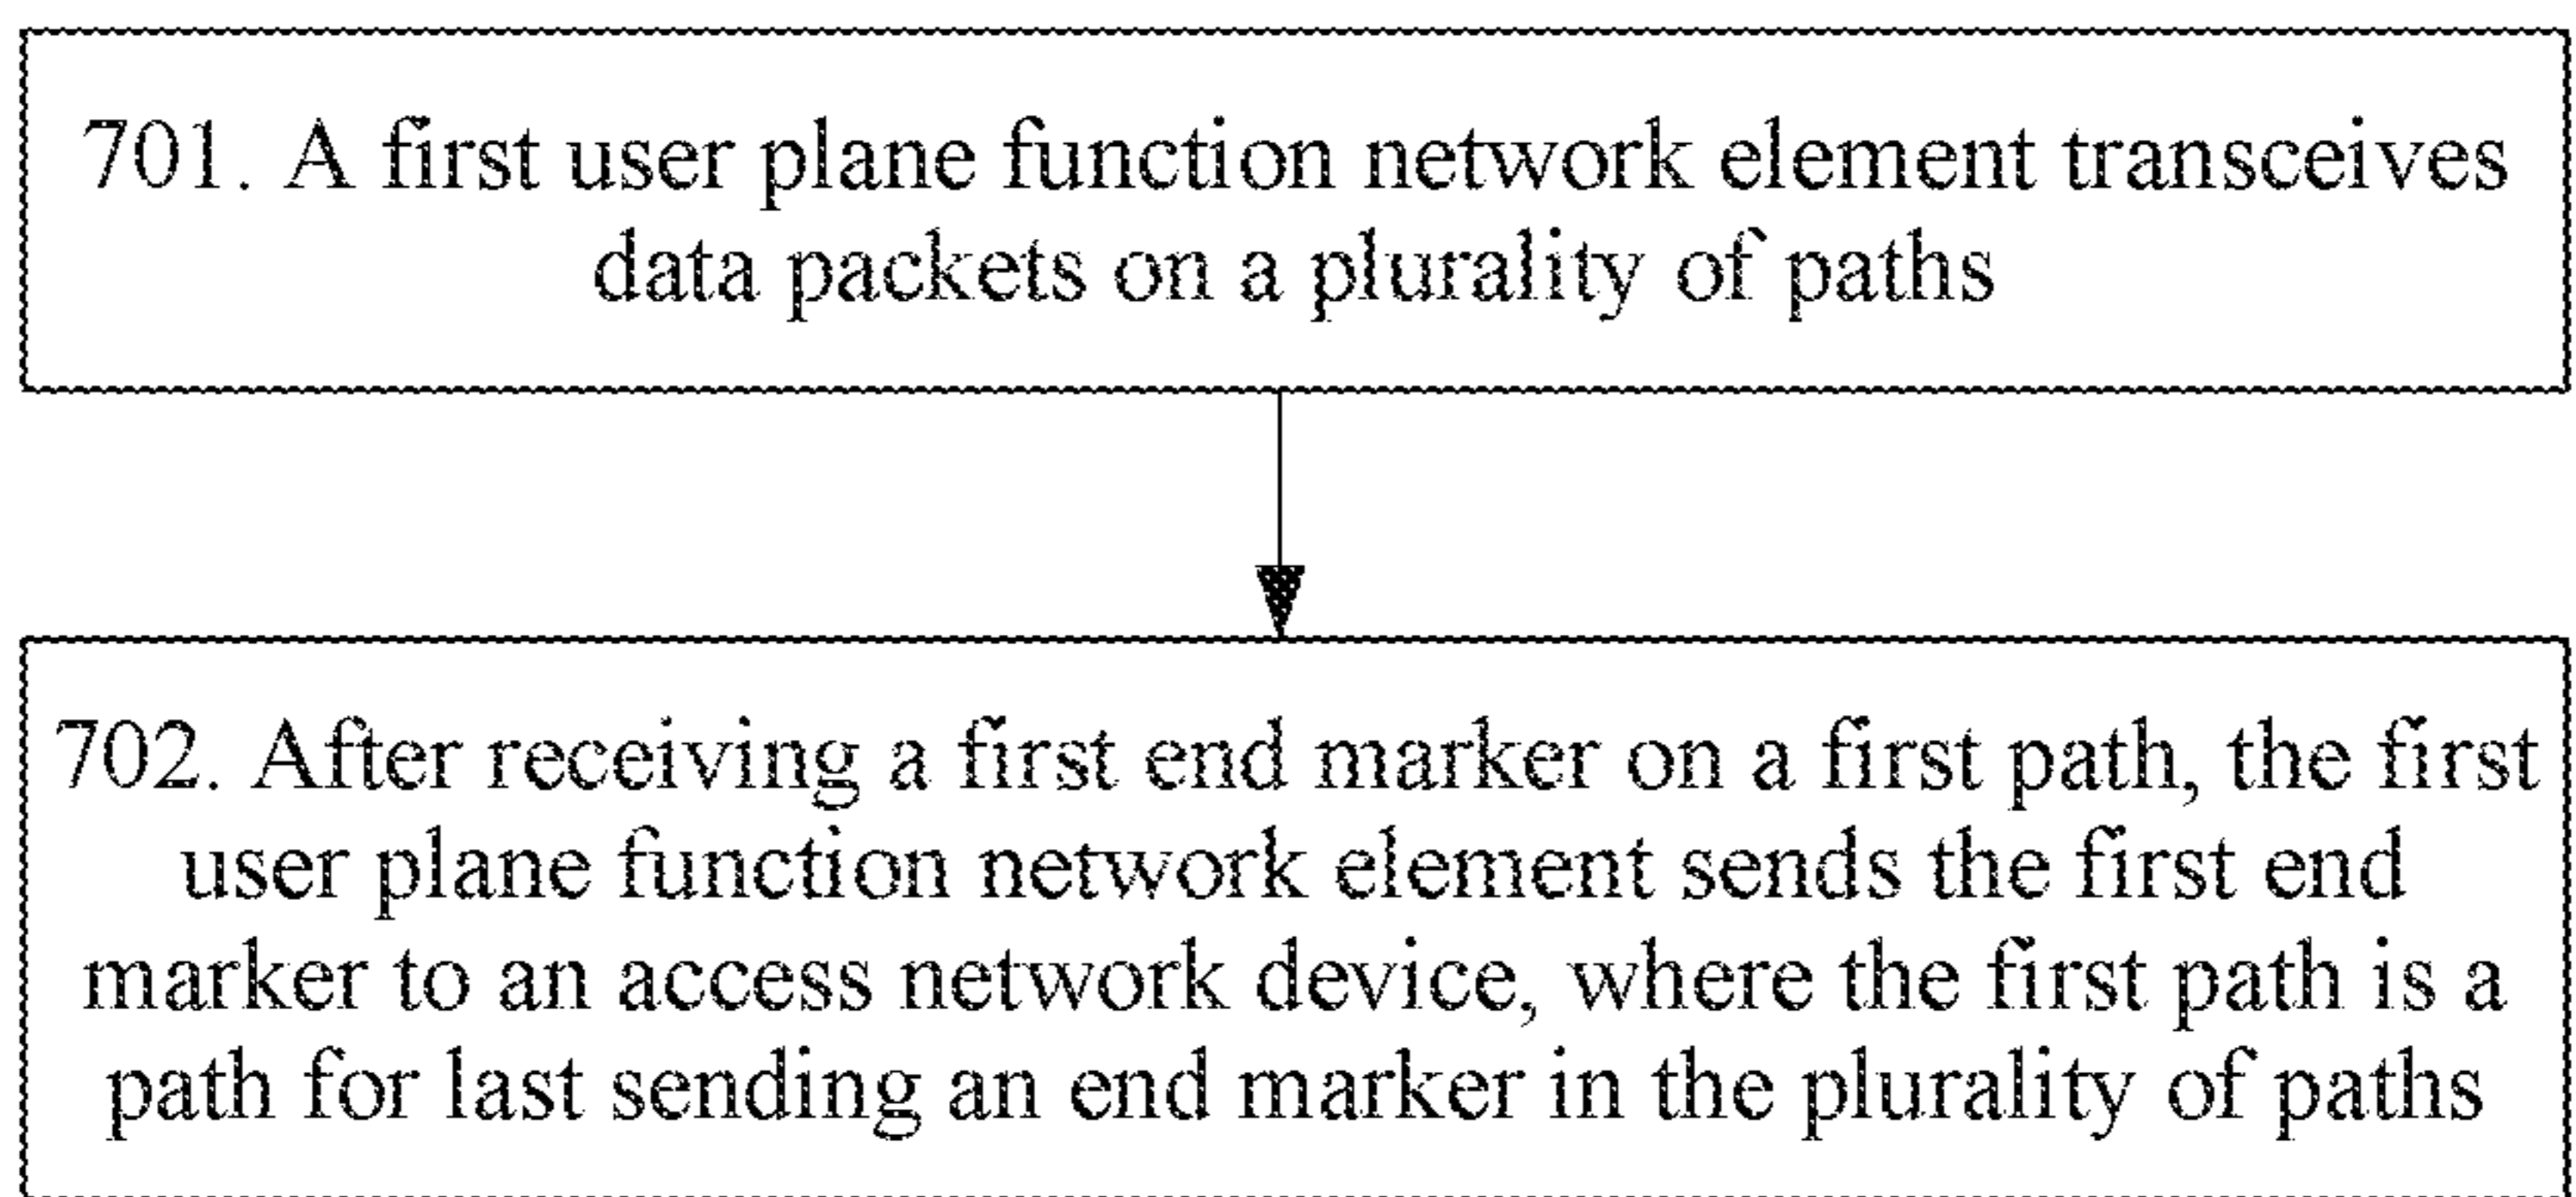 701. A first user plane function network element transceives
data packets on a plurality of paths
702. After receiving a first end marker on a first path, the first
user plane function network element sends the first end
marker to an access network device, where the first path is a
path for last sending an end marker in the plurality of paths